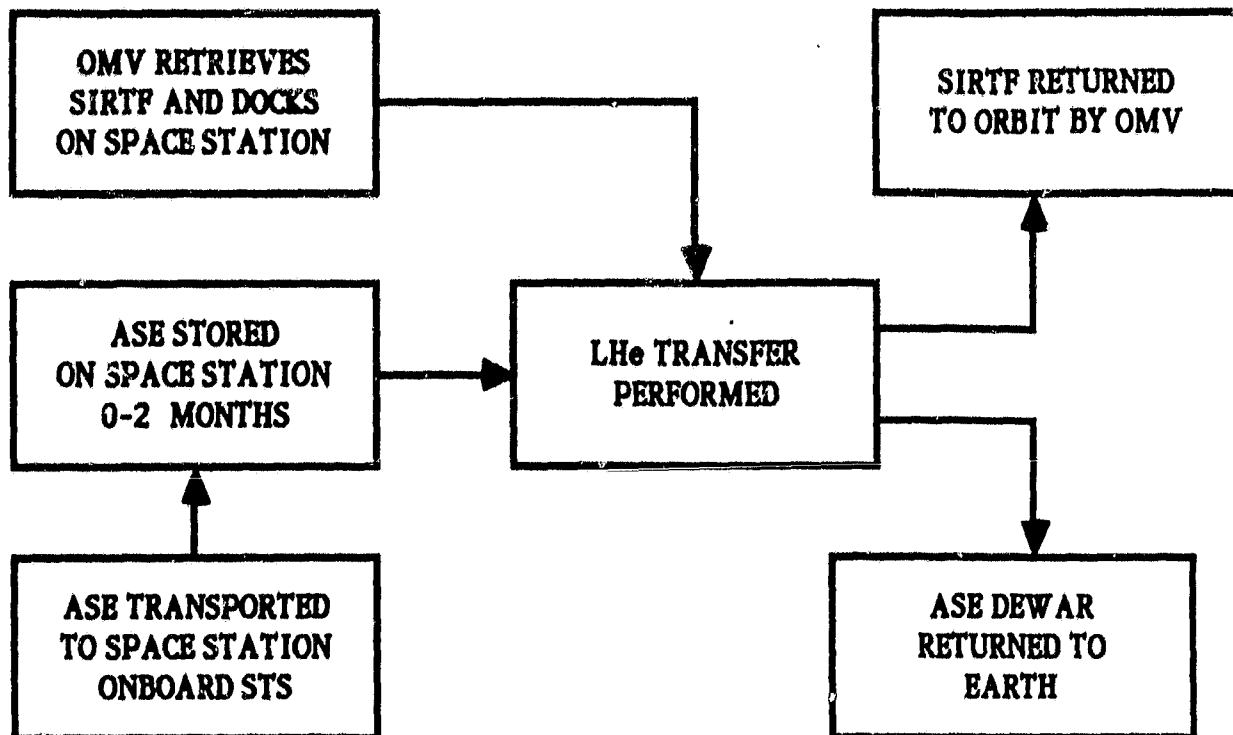 OMV RETRIEVES
SIRTF AND DOCKS
ON SPACE STATION
SIRTF RETURNED
TO ORBIT BY OMV
ASE STORED
ON SPACE STATION
0-2 MONTHS
LHe TRANSFER
PERFORMED
ASE TRANSPORTED
TO SPACE STATION
ONBOARD STS
ASE DEWAR
RETURNED TO
EARTH